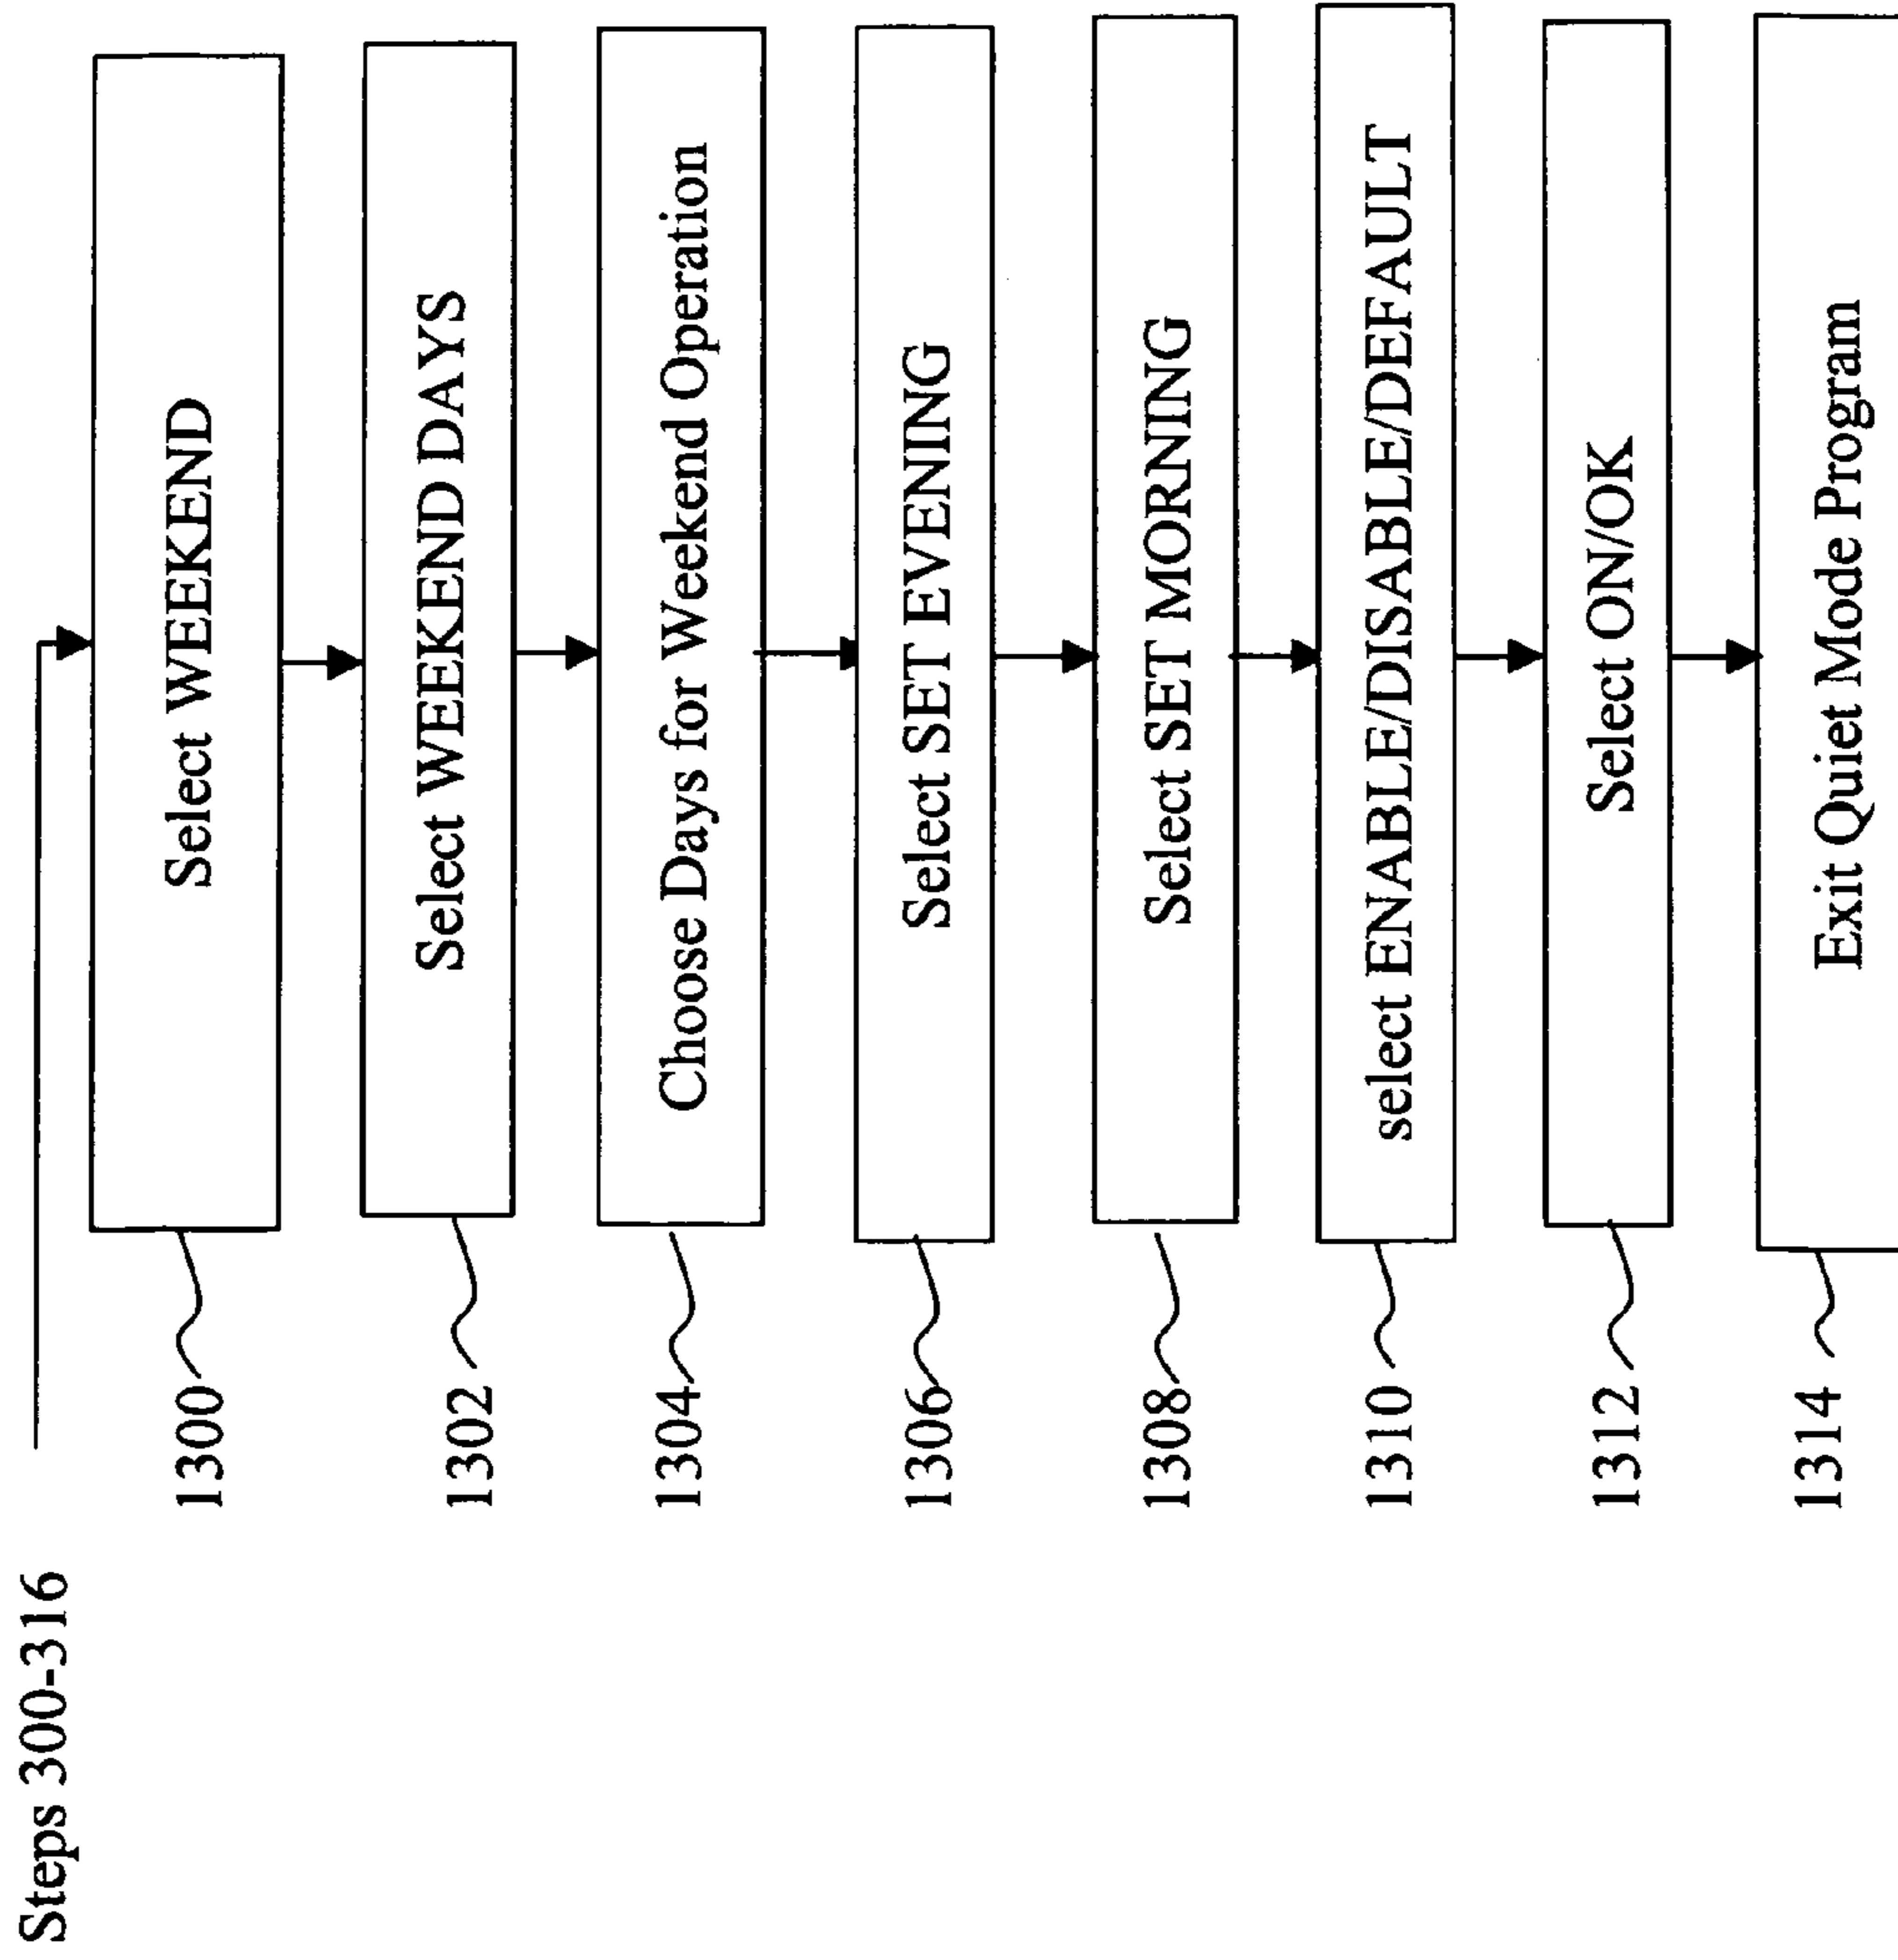 Steps 300-316
1300 Select WEEKEND
1302 Select WEEKEND DAYS
1304 Choose Days for Weekend Operation
1306 Select SET EVENING
1308 Select SET MORNING
1310 select ENABLE/DISABLE/DEFAULT
1312 Select ON/OK
1314 Exit Quiet Mode Program